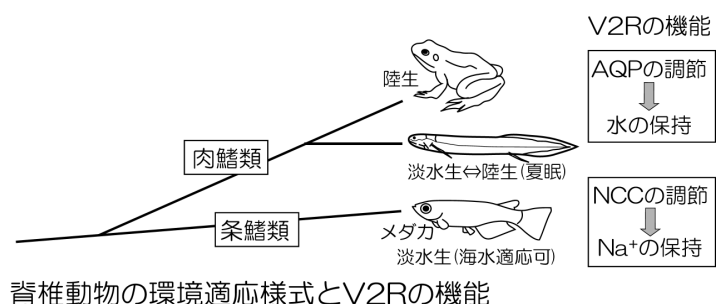 V2Rの機能
陸生
AQPの調節
水の保持
肉鰭類
淡水生⇔陸生(夏眠)
条鰭類
メダカ
淡水生(海水適応可)
NCCの調節
Na⁺の保持
脊椎動物の環境適応様式とV2Rの機能